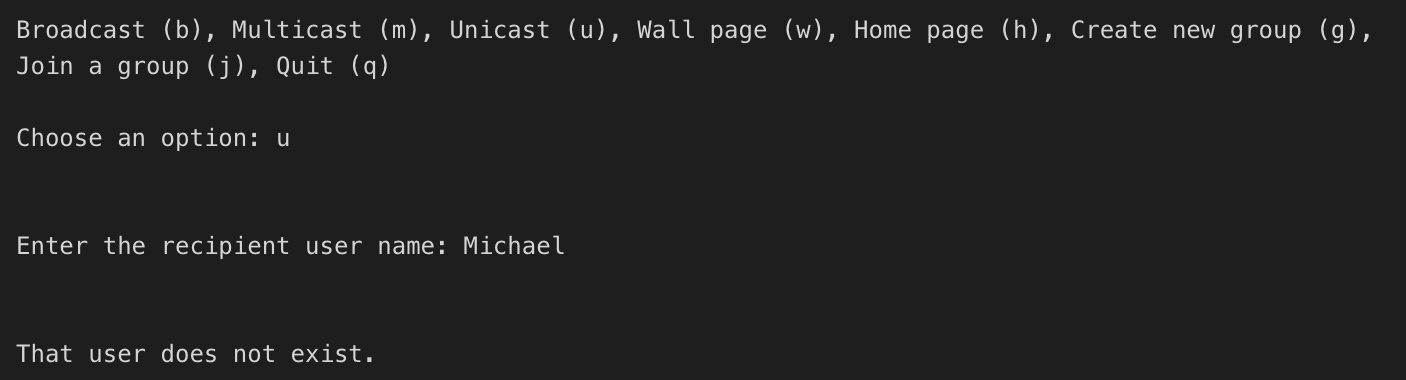 Broadcast (b), Multicast (m), Unicast (u), Wall page (w), Home page (h), Create new group (g),
Join a group (j), Quit (q)
Choose an option: u
Enter the recipient user name: Michael
That user does not exist.